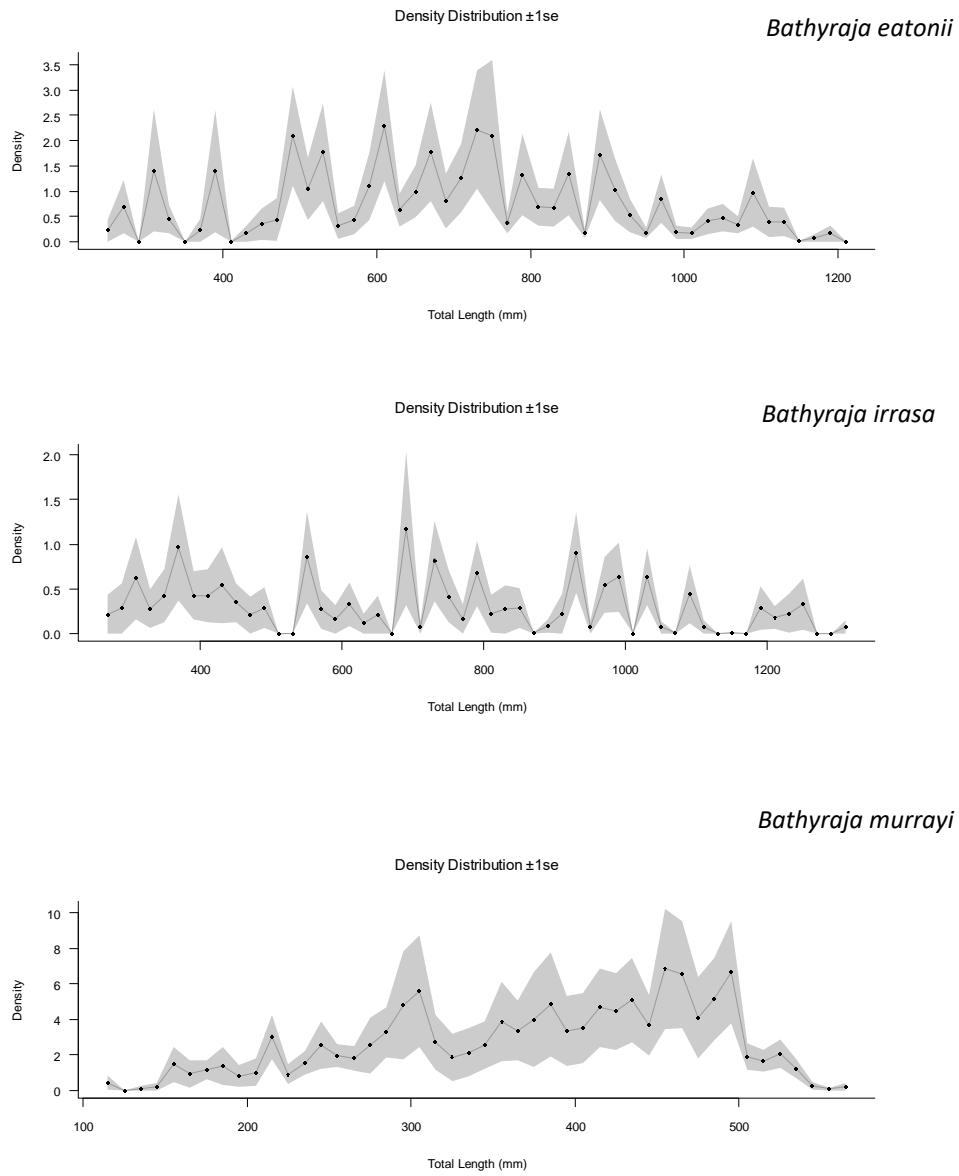 Density Distribution ±1se
Bathyraja eatonii
3.5
3.0
2.5
2.0
1.5
1.0
0.5
0.0
Density
400 600 800 1000 1200
Total Length (mm)
Density Distribution ±1se
Bathyraja irrasa
2.0
1.5
1.0
0.5
0.0
Density
400 600 800 1000 1200
Total Length (mm)
Bathyraja murrayi
Density Distribution ±1se
10
8
6
4
2
0
Density
100 200 300 400 500
Total Length (mm)